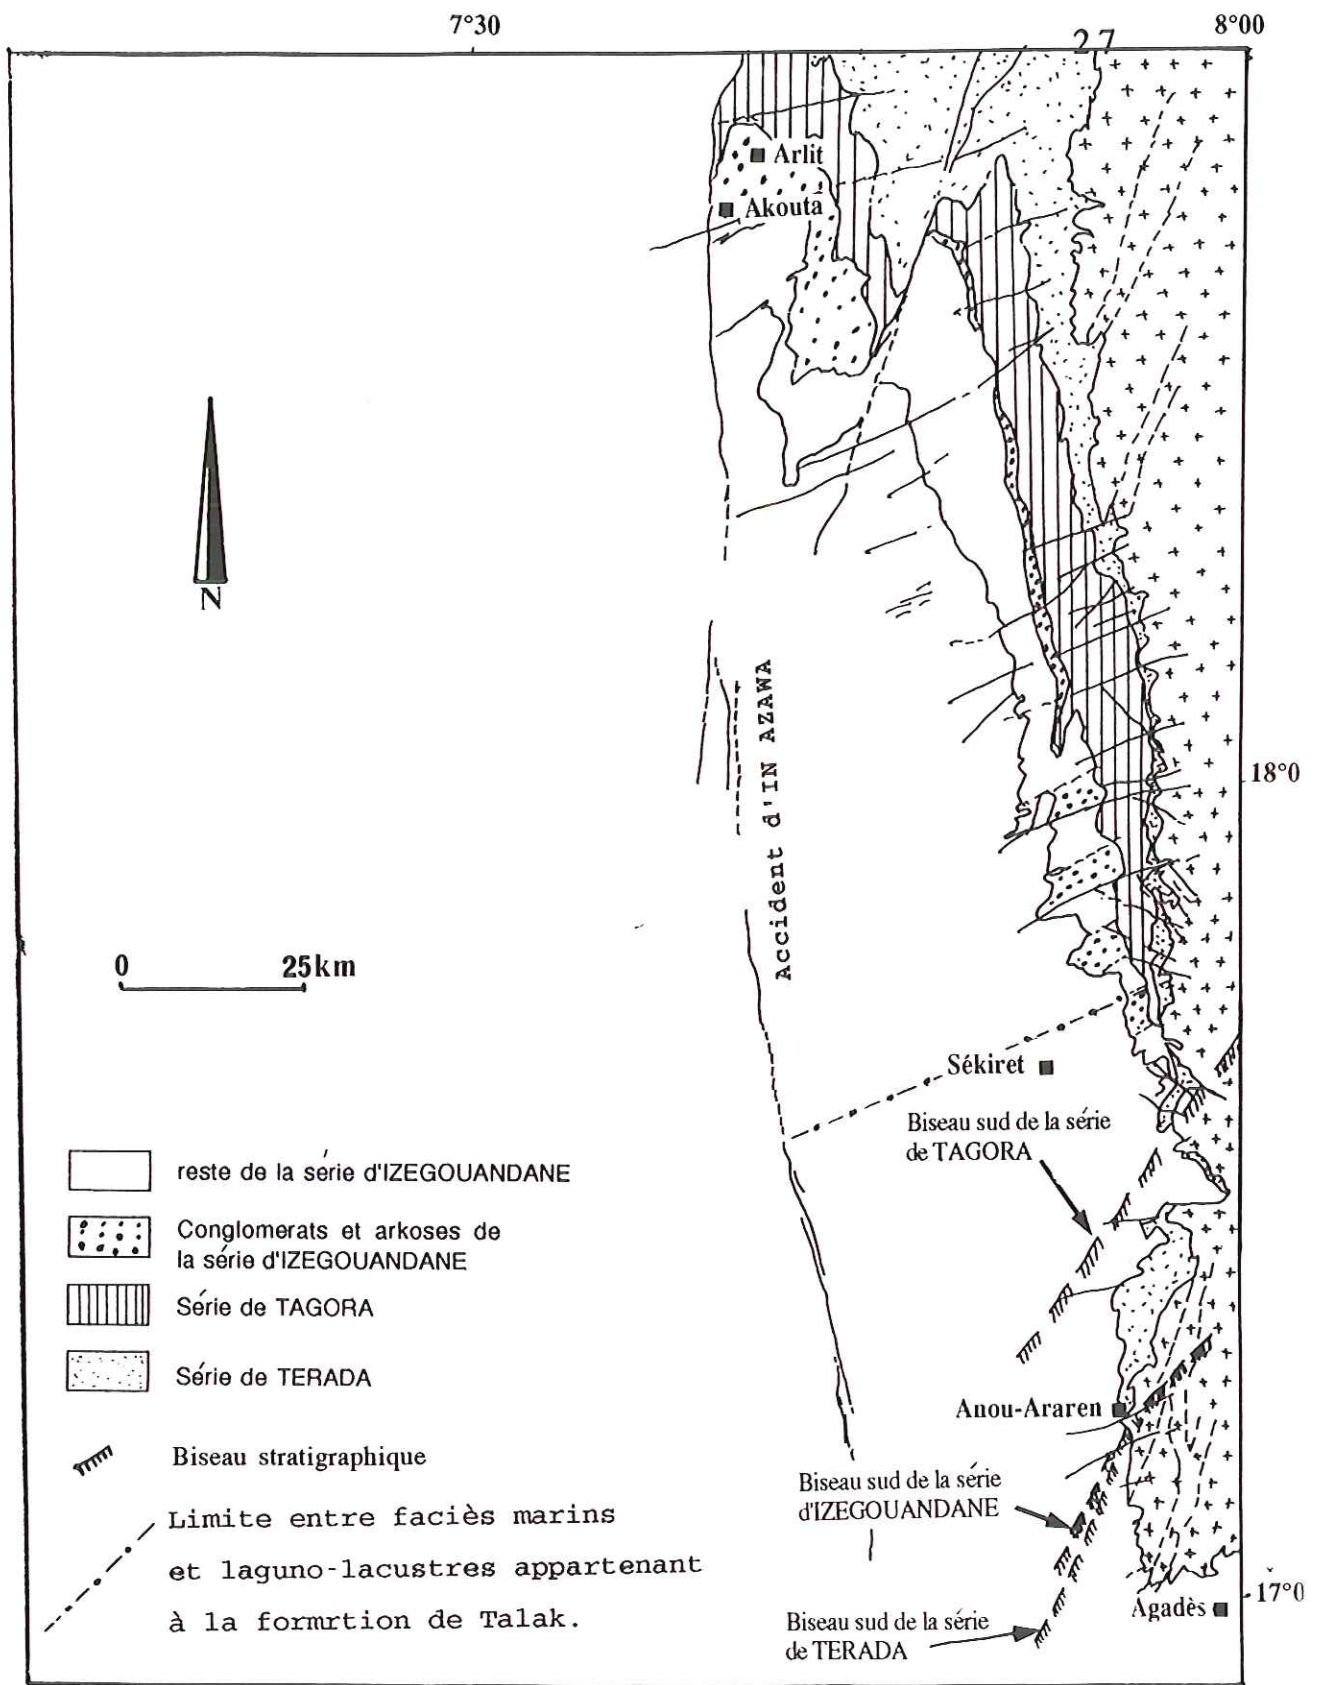 7°30
8°00
27
Arlit
Akouta
N
Accident d'IN AZAWA
18°0
0 25km
Sékiret
Biseau sud de la série
de TAGORA
reste de la série d'IZEGOUANDANE
Conglomerats et arkoses de
la série d'IZEGOUANDANE
Série de TAGORA
Série de TERADA
Anou-Araren
Biseau stratigraphique
Biseau sud de la série
d'IZEGOUANDANE
Limite entre faciès marins
et laguno-lacustres appartenant
à la formrtion de Talak.
17°0
Agadès
Biseau sud de la série
de TERADA